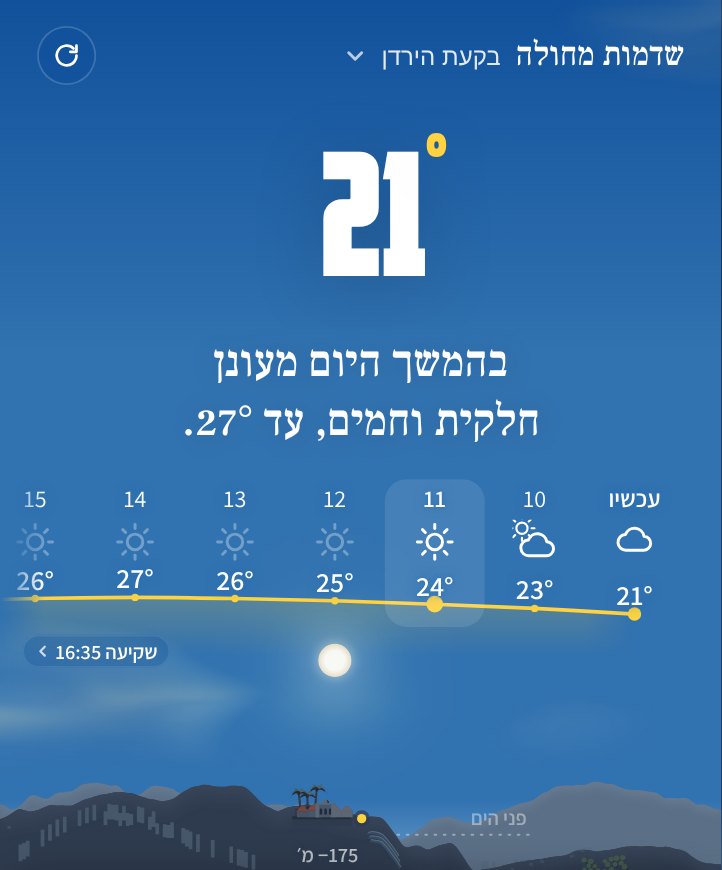 שדמות מחולה בקעת הירדן
21°
בהמשך היום מעונן
חלקית וחמים, עד 27°.
עכשיו 10 11 12 13 14 15
21° 23° 24° 25° 26° 27° 26°
שקיעה 16:35
פני הים
−175 מ׳